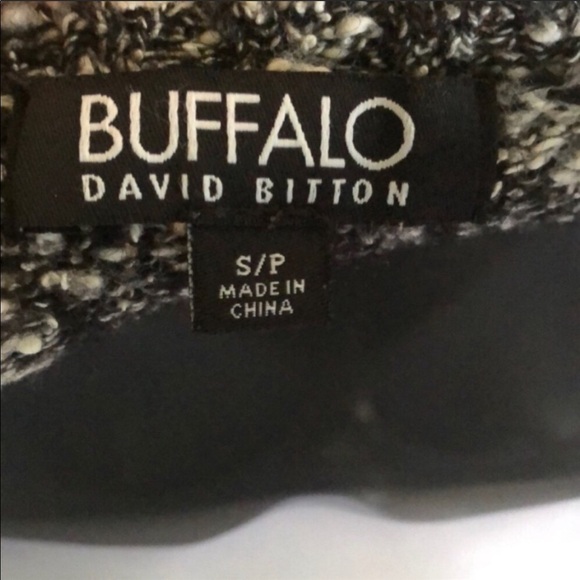 BUFFALO
DAVID BITTON
S/P
MADE IN
CHINA